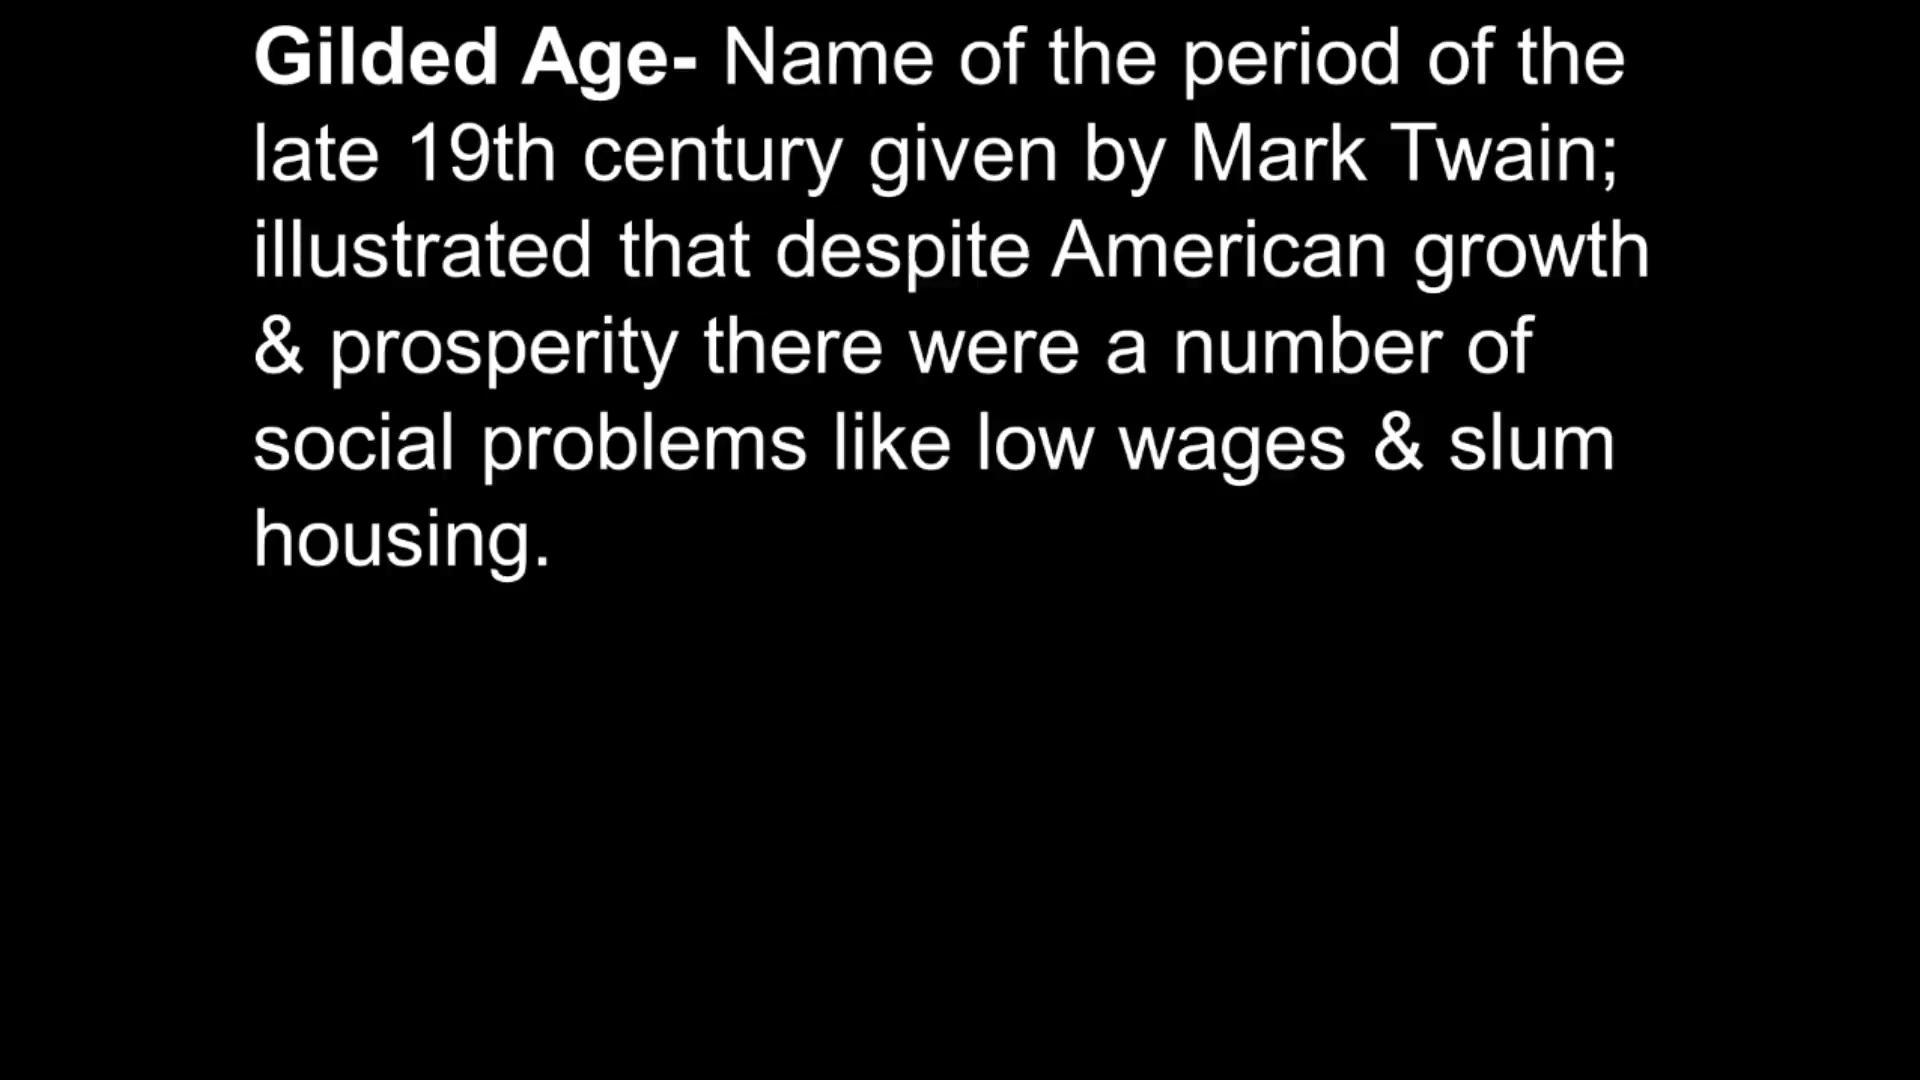 Gilded Age- Name of the period of the
late 19th century given by Mark Twain;
illustrated that despite American growth
& prosperity there were a number of
social problems like low wages & slum
housing.